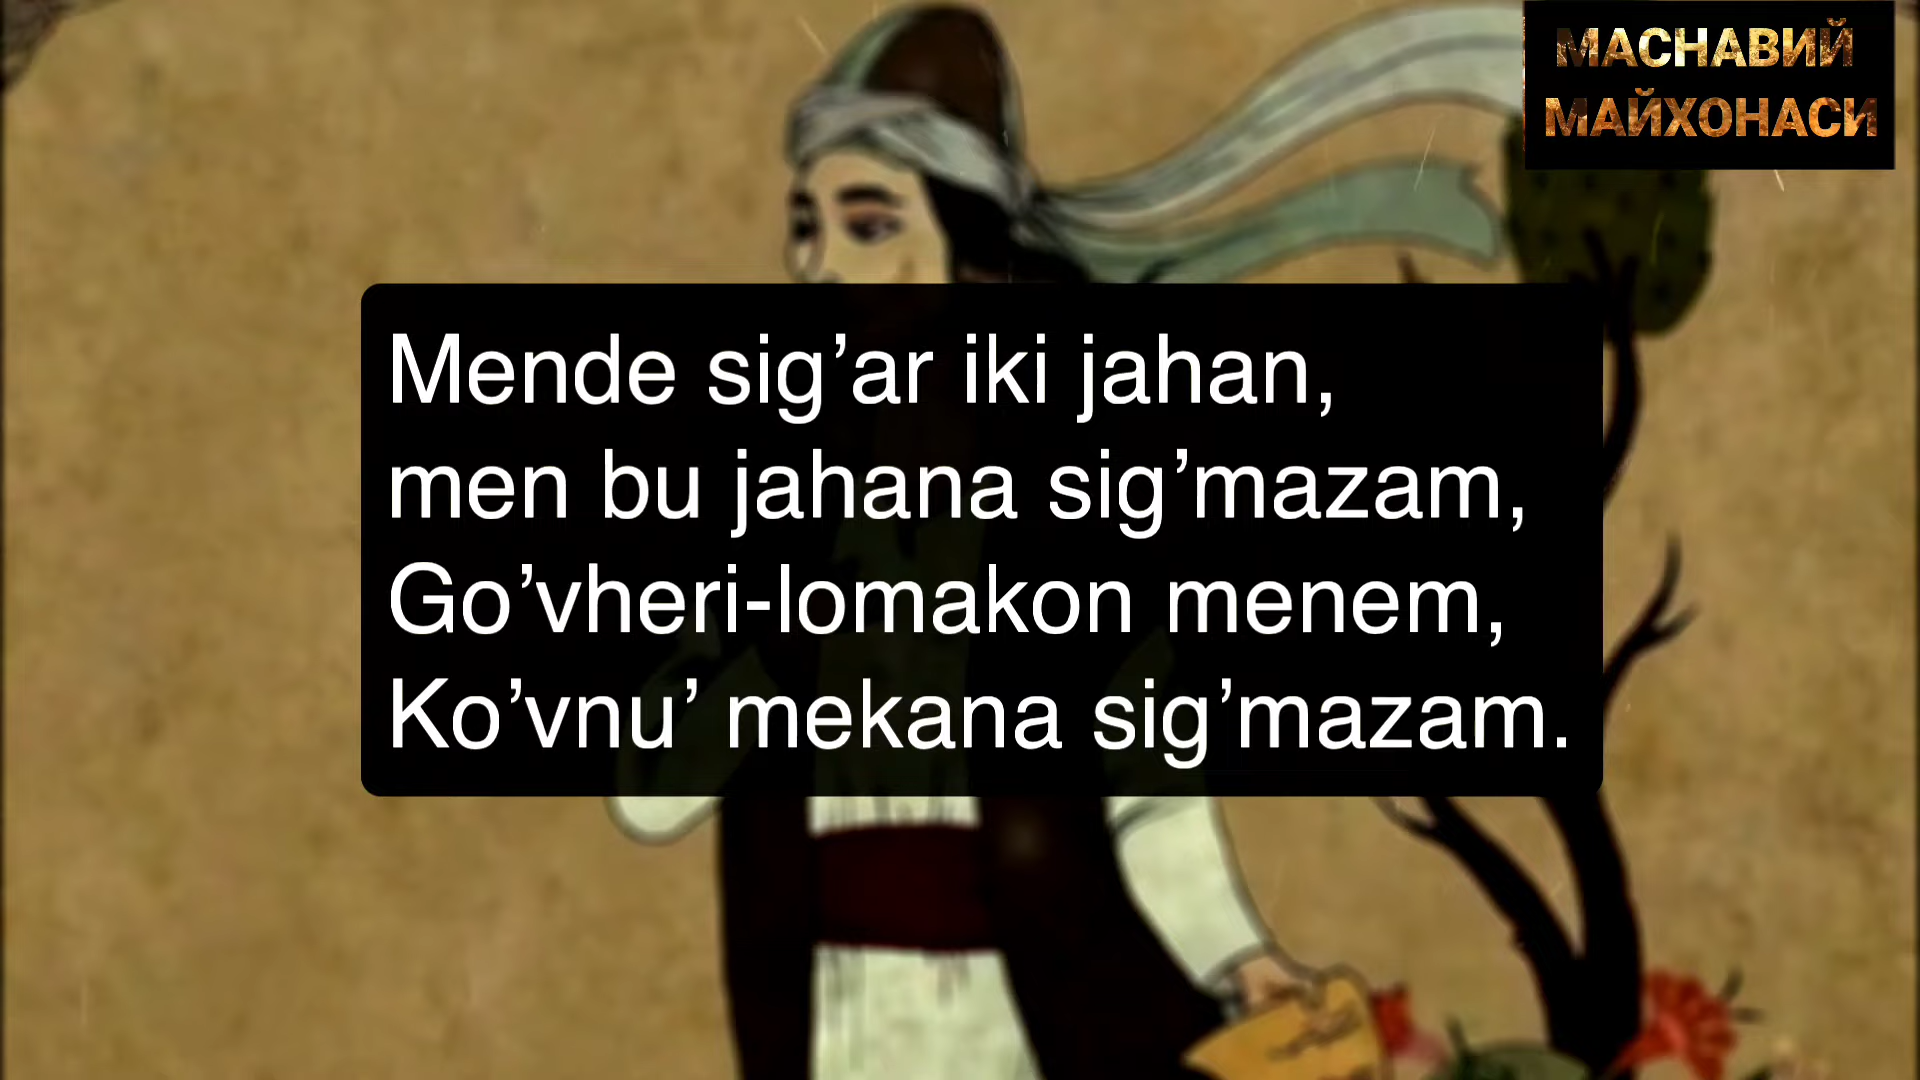 МАСНАВИЙ
МАЙХОНАСИ
Mende sig’ar iki jahan,
men bu jahana sig’mazam,
Go’vheri-lomakon menem,
Ko’vnu’ mekana sig’mazam.